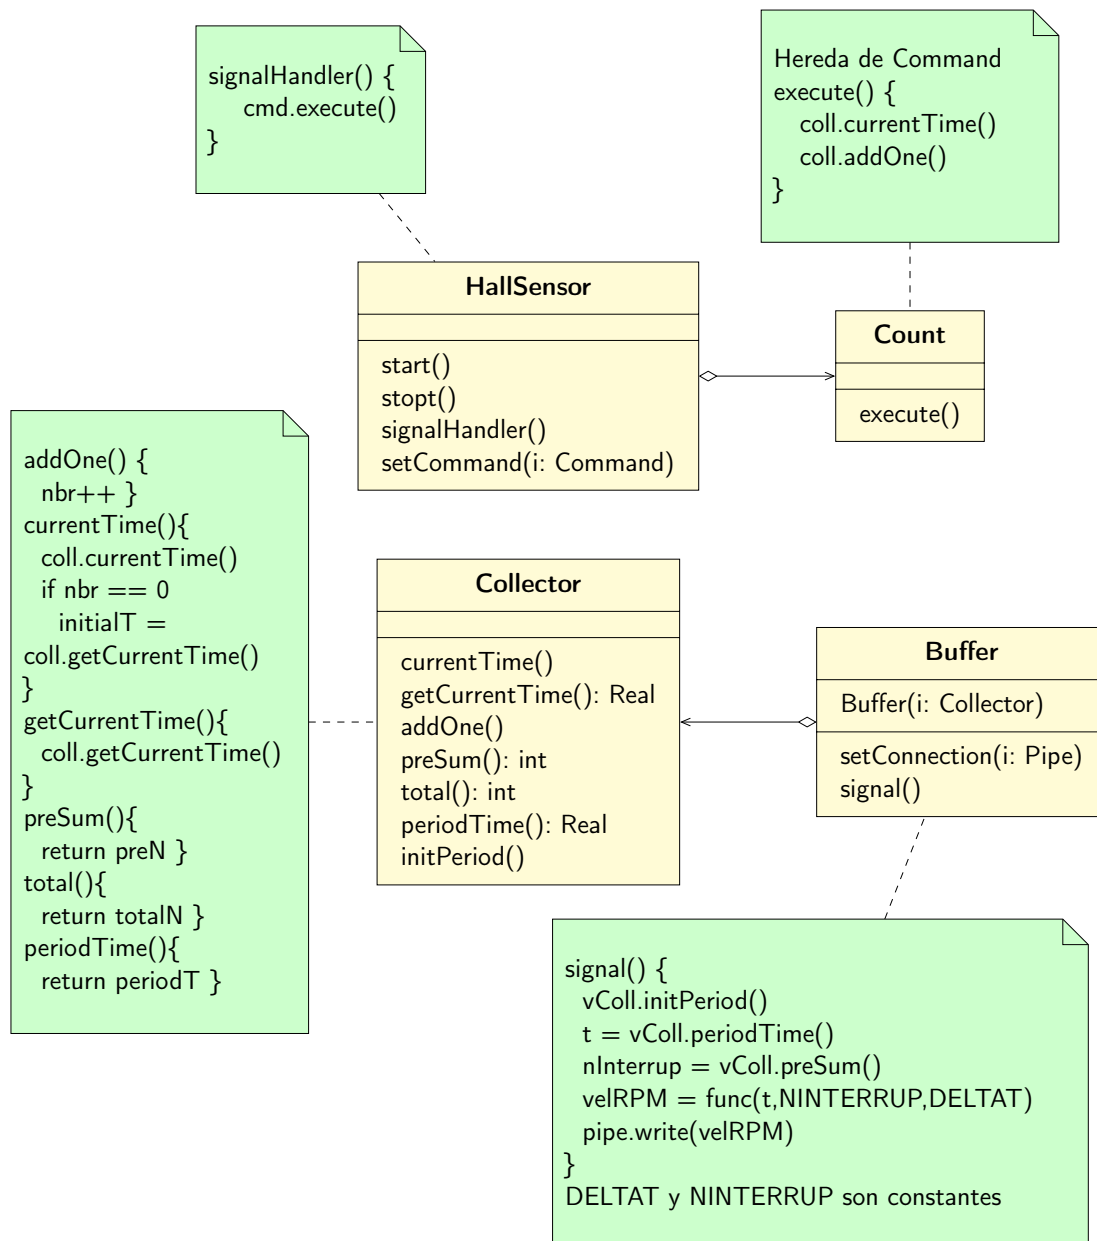 signalHandler() {
cmd.execute()
}
Hereda de Command
execute() {
coll.currentTime()
coll.addOne()
}
HallSensor
start()
stopt()
signalHandler()
setCommand(i: Command)
Count
execute()
addOne() {
nbr++ }
currentTime(){
coll.currentTime()
if nbr == 0
initialT =
coll.getCurrentTime()
}
getCurrentTime(){
coll.getCurrentTime()
}
preSum(){
return preN }
total(){
return totalN }
periodTime(){
return periodT }
Collector
currentTime()
getCurrentTime(): Real
addOne()
preSum(): int
total(): int
periodTime(): Real
initPeriod()
Buffer
Buffer(i: Collector)
setConnection(i: Pipe)
signal()
signal() {
vColl.initPeriod()
t = vColl.periodTime()
nInterrup = vColl.preSum()
velRPM = func(t,NINTERRUP,DELTAT)
pipe.write(velRPM)
}
DELTAT y NINTERRUP son constantes